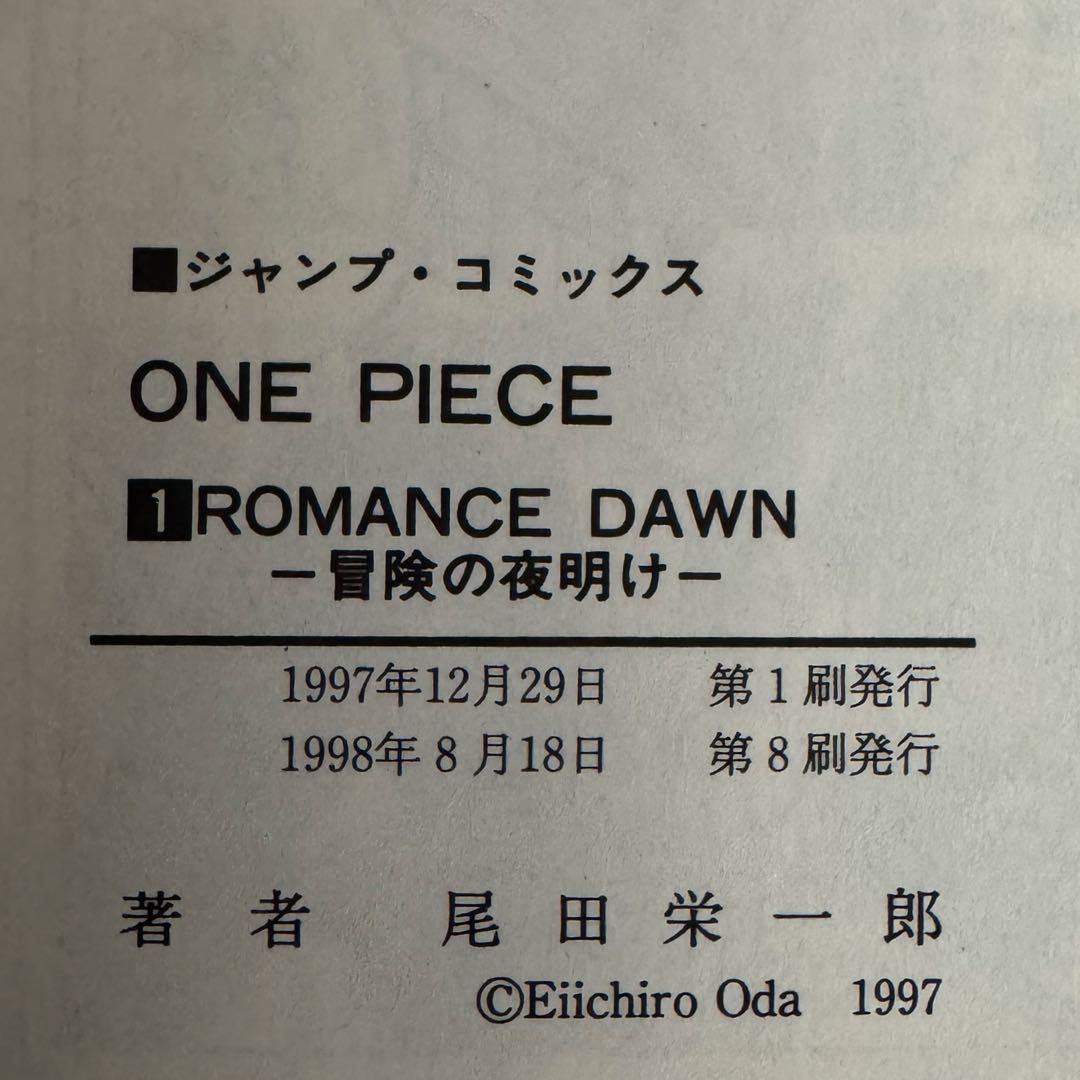 ■ジャンプ・コミックス
ONE PIECE
1 ROMANCE DAWN
ー冒険の夜明けー
1997年12月29日 第1刷発行
1998年8月18日 第8刷発行
著者 尾田栄一郎
©Eiichiro Oda 1997